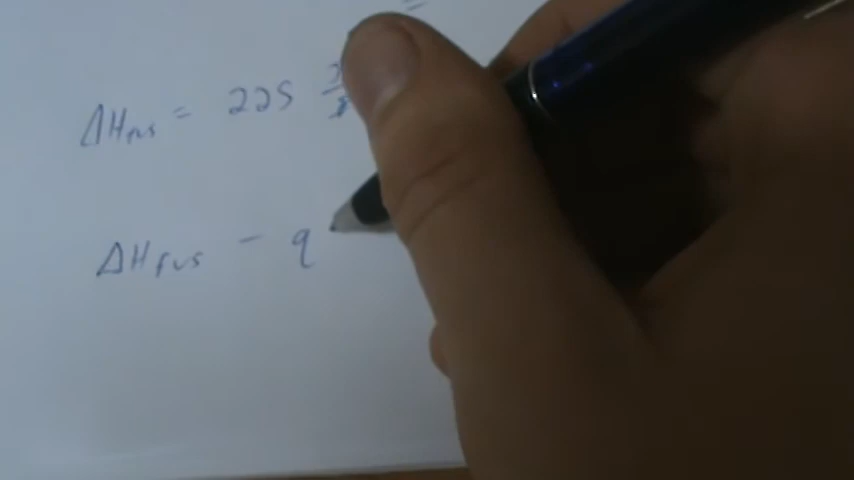 ΔHfus = 225 J/g
ΔHfus - q